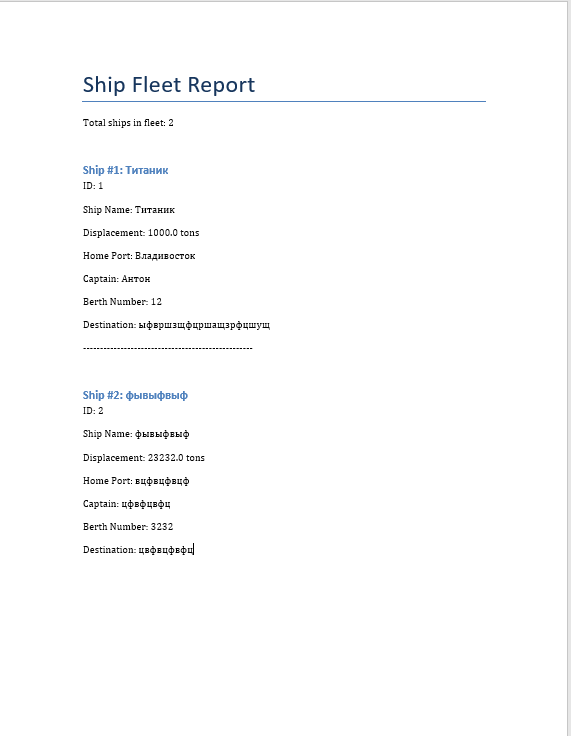 Ship Fleet Report
Total ships in fleet: 2
Ship #1: Титаник
ID: 1
Ship Name: Титаник
Displacement: 1000.0 tons
Home Port: Владивосток
Captain: Антон
Berth Number: 12
Destination: ыфвршзщфцршащзрфцшущ
--------------------------------------------------
Ship #2: фывыфвыф
ID: 2
Ship Name: фывыфвыф
Displacement: 23232.0 tons
Home Port: вцфвцфвцф
Captain: цфвфцвфц
Berth Number: 3232
Destination: цвфвцфвфц